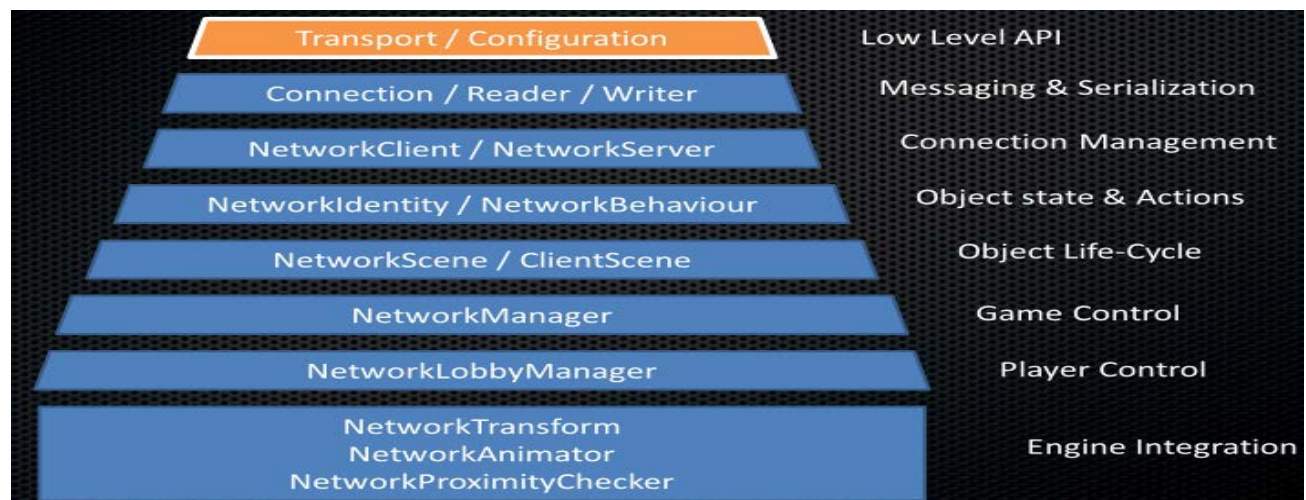 Transport / Configuration
Low Level API
Connection / Reader / Writer
Messaging & Serialization
NetworkClient / NetworkServer
Connection Management
NetworkIdentity / NetworkBehaviour
Object state & Actions
NetworkScene / ClientScene
Object Life-Cycle
NetworkManager
Game Control
NetworkLobbyManager
Player Control
NetworkTransform
NetworkAnimator
NetworkProximityChecker
Engine Integration